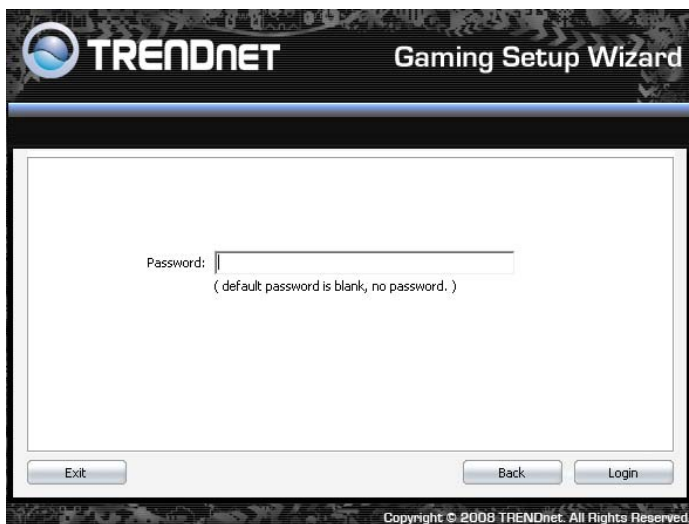 TRENDnet
Gaming Setup Wizard
Password:
( default password is blank, no password. )
Exit
Back
Login
Copyright © 2008 TRENDnet. All Rights Reserved